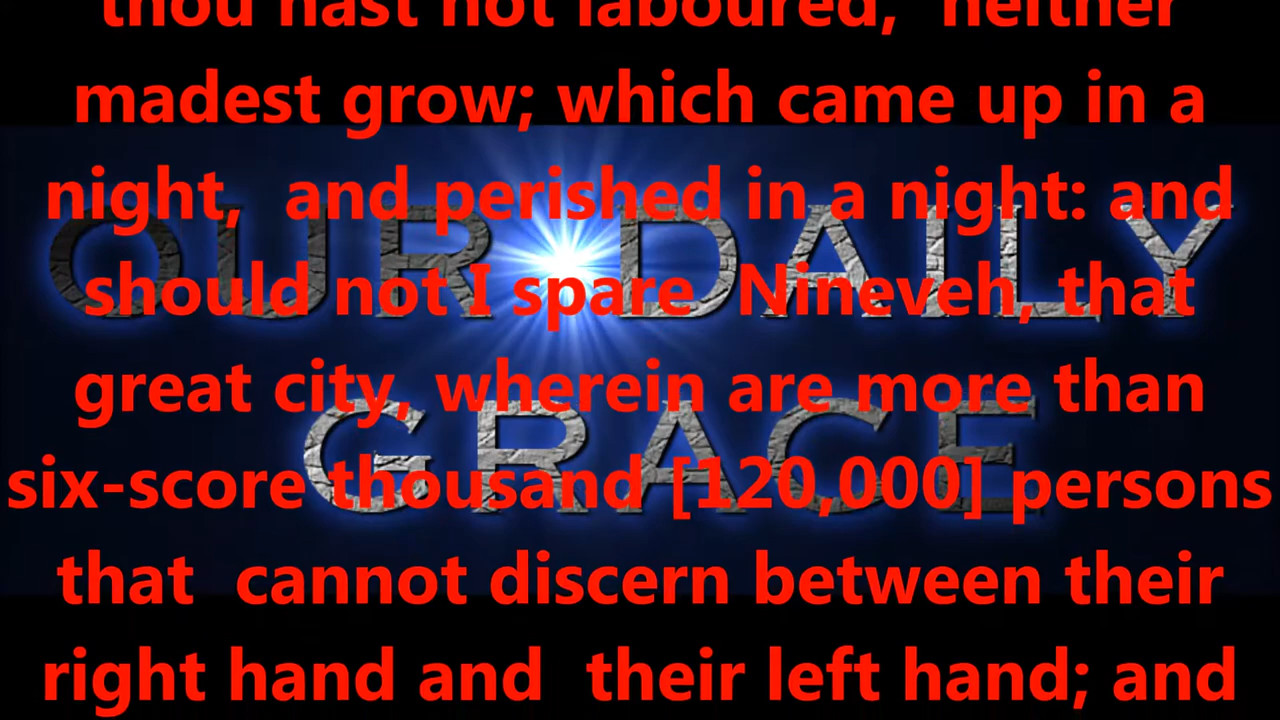 thou hast not laboured, neither
madest grow; which came up in a
night, and perished in a night: and
should not I spare Nineveh, that
great city, wherein are more than
six-score thousand [120,000] persons
that cannot discern between their
right hand and their left hand; and
OUR DAILY
GRACE